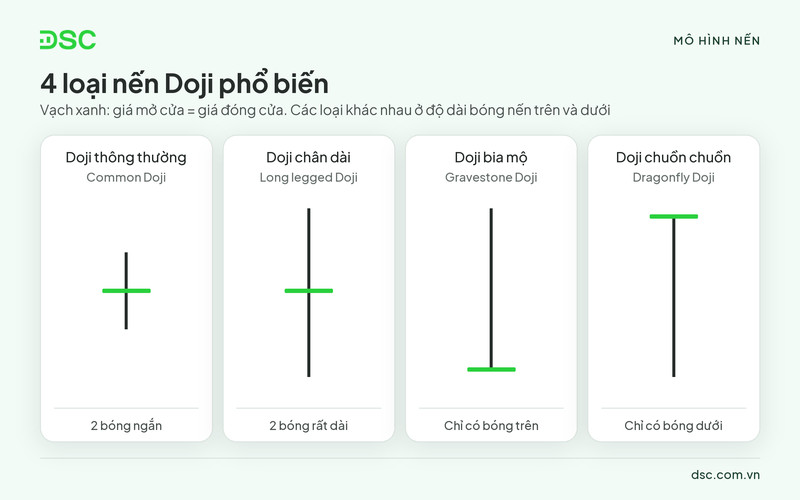 DSC
MÔ HÌNH NẾN
4 loại nến Doji phổ biến
Vạch xanh: giá mở cửa = giá đóng cửa. Các loại khác nhau ở độ dài bóng nến trên và dưới
Doji thông thường
Common Doji
2 bóng ngắn
Doji chân dài
Long legged Doji
2 bóng rất dài
Doji bia mộ
Gravestone Doji
Chỉ có bóng trên
Doji chuồn chuồn
Dragonfly Doji
Chỉ có bóng dưới
dsc.com.vn